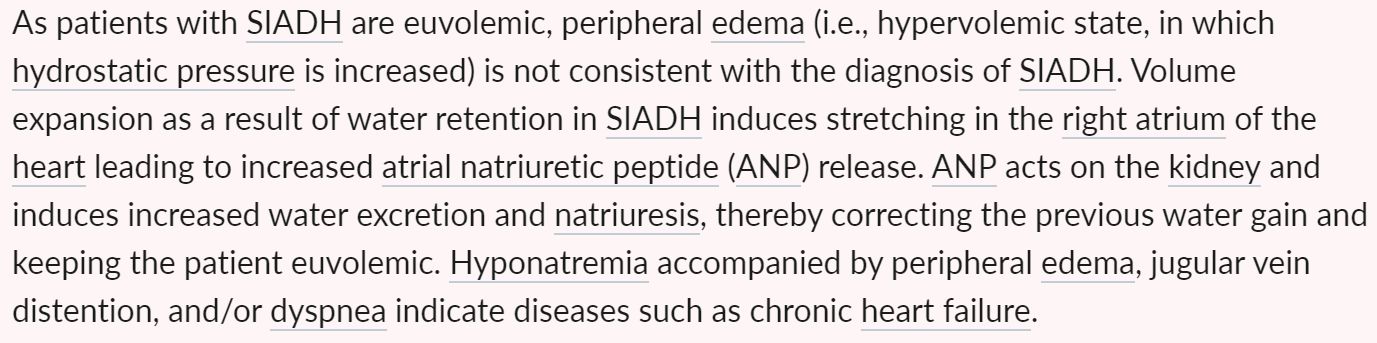 As patients with SIADH are euvolemic, peripheral edema (i.e., hypervolemic state, in which
hydrostatic pressure is increased) is not consistent with the diagnosis of SIADH. Volume
expansion as a result of water retention in SIADH induces stretching in the right atrium of the
heart leading to increased atrial natriuretic peptide (ANP) release. ANP acts on the kidney and
induces increased water excretion and natriuresis, thereby correcting the previous water gain and
keeping the patient euvolemic. Hyponatremia accompanied by peripheral edema, jugular vein
distention, and/or dyspnea indicate diseases such as chronic heart failure.